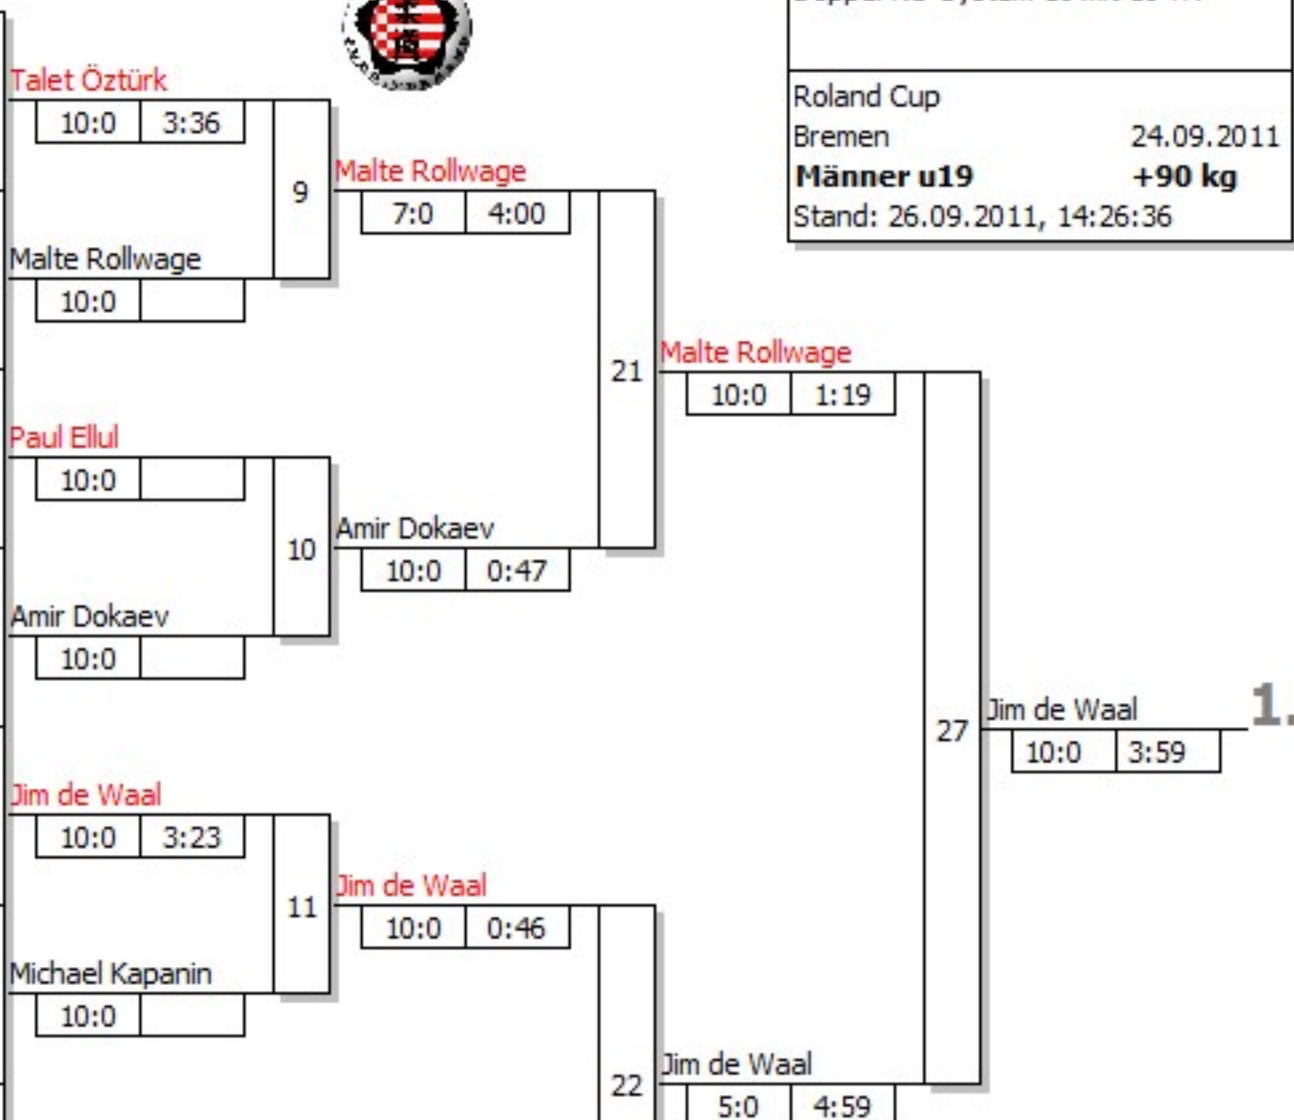 Roland Cup
Bremen 24.09.2011
Männer u19 +90 kg
Stand: 26.09.2011, 14:26:36
Talet Öztürk
10:0 3:36
9
Malte Rollwage
7:0 4:00
Malte Rollwage
10:0
21
Malte Rollwage
10:0 1:19
Paul Ellul
10:0
10
Amir Dokaev
10:0 0:47
Amir Dokaev
10:0
27
Jim de Waal
10:0 3:59
1.
Jim de Waal
10:0 3:23
11
Jim de Waal
10:0 0:46
Michael Kapanin
10:0
22
Jim de Waal
5:0 4:59